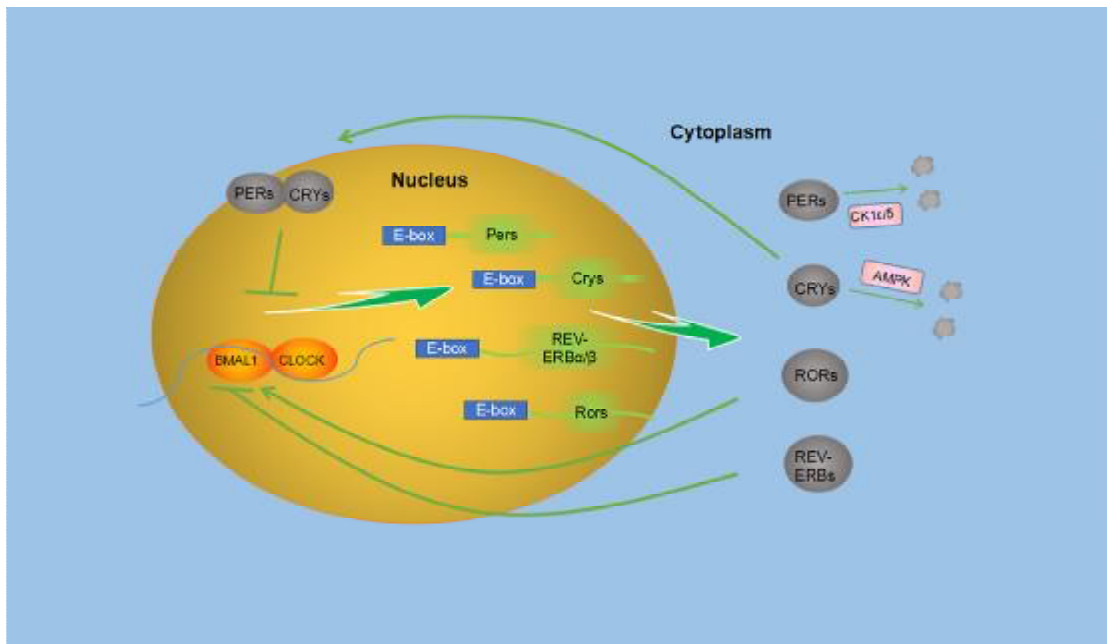 Cytoplasm
Nucleus
PERs
CRYs
E-box
Pers
E-box
Crys
E-box
REV-
ERBα/β
E-box
Rors
BMAL1
CLOCK
PERs
CK1ε/δ
CRYs
AMPK
RORs
REV-
ERBs